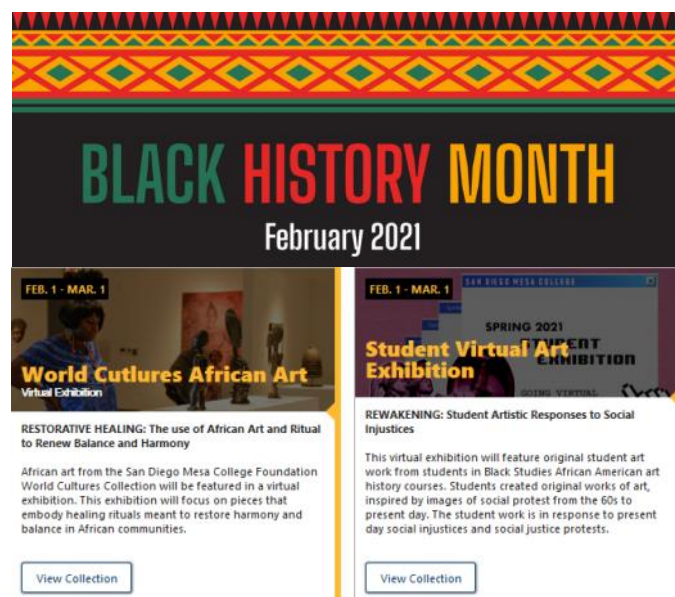 BLACK HISTORY MONTH
February 2021
FEB. 1 - MAR. 1
World Cutlures African Art
Virtual Exhibition
RESTORATIVE HEALING: The use of African Art and Ritual
to Renew Balance and Harmony
African art from the San Diego Mesa College Foundation
World Cultures Collection will be featured in a virtual
exhibition. This exhibition will focus on pieces that
embody healing rituals meant to restore harmony and
balance in African communities.
View Collection
FEB. 1 - MAR. 1
SAN DIEGO MESA COLLEGE
SPRING 2021
STUDENT
EXHIBITION
GOING VIRTUAL
Student Virtual Art
Exhibition
REWAKENING: Student Artistic Responses to Social
Injustices
This virtual exhibition will feature original student art
work from students in Black Studies African American art
history courses. Students created original works of art,
inspired by images of social protest from the 60s to
present day. The student work is in response to present
day social injustices and social justice protests.
View Collection